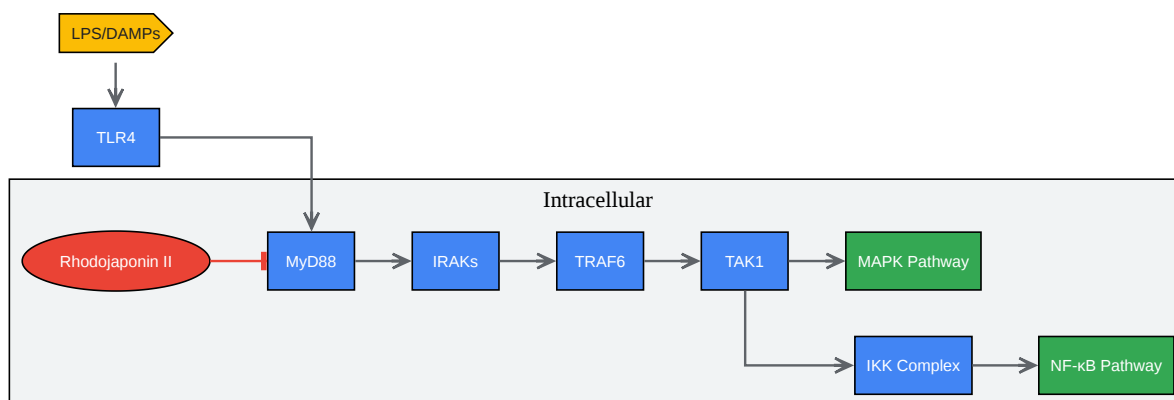 LPS/DAMPs
TLR4
Intracellular
Rhodojaponin II
MyD88
IRAKs
TRAF6
TAK1
MAPK Pathway
IKK Complex
NF-κB Pathway